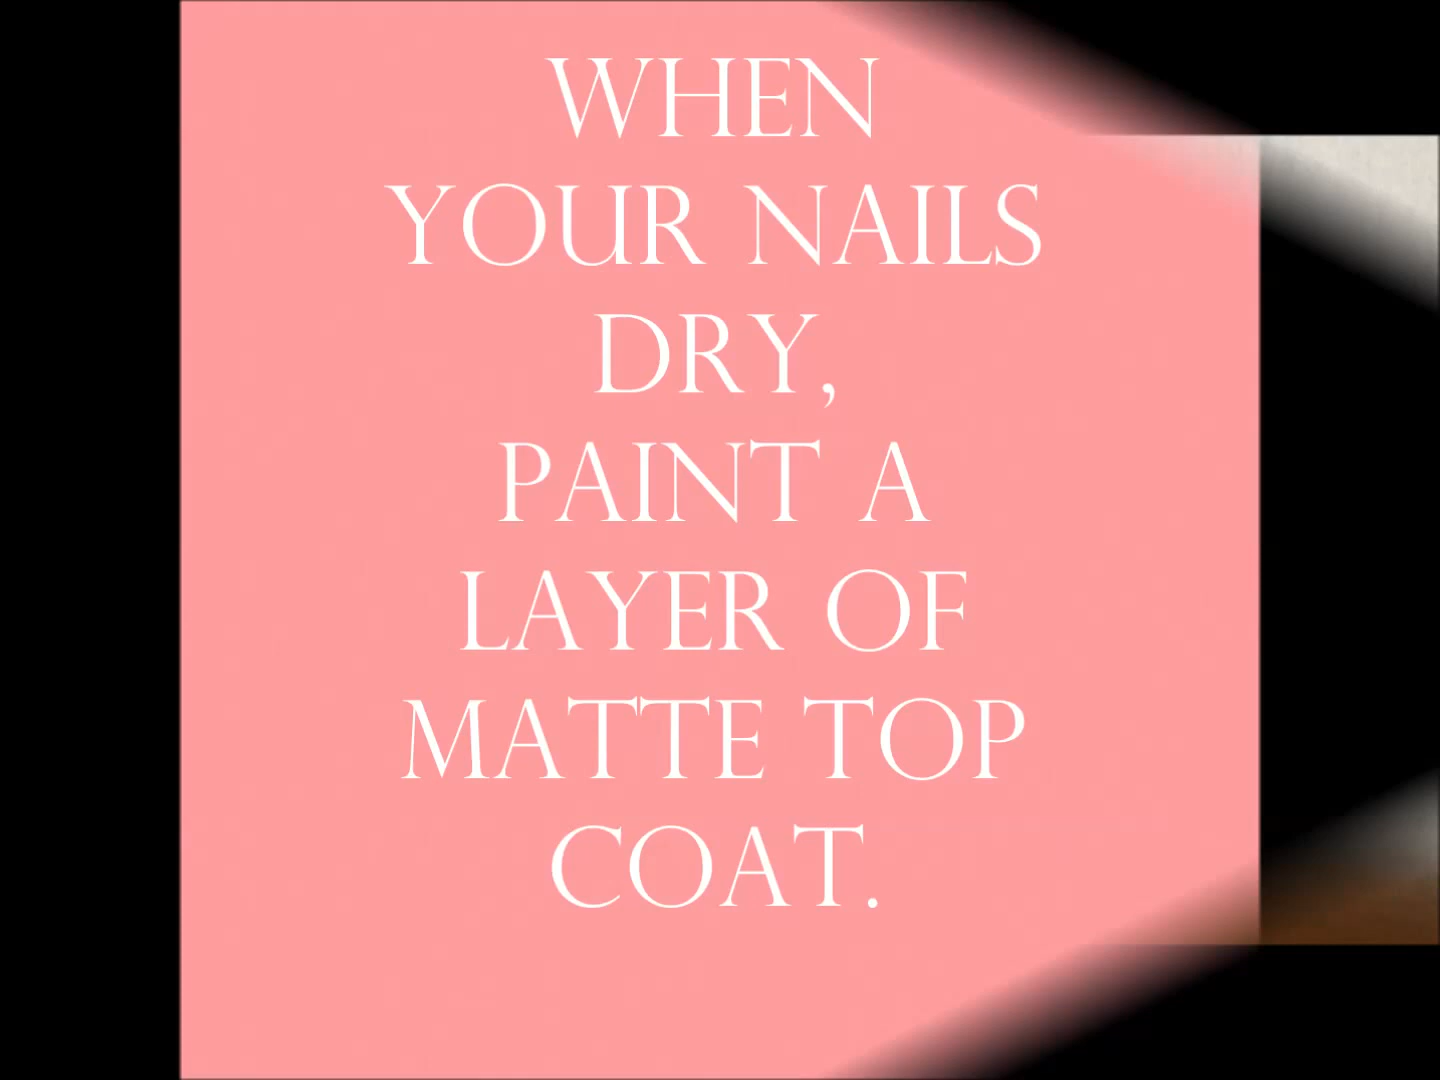 WHEN
YOUR NAILS
DRY,
PAINT A
LAYER OF
MATTE TOP
COAT.